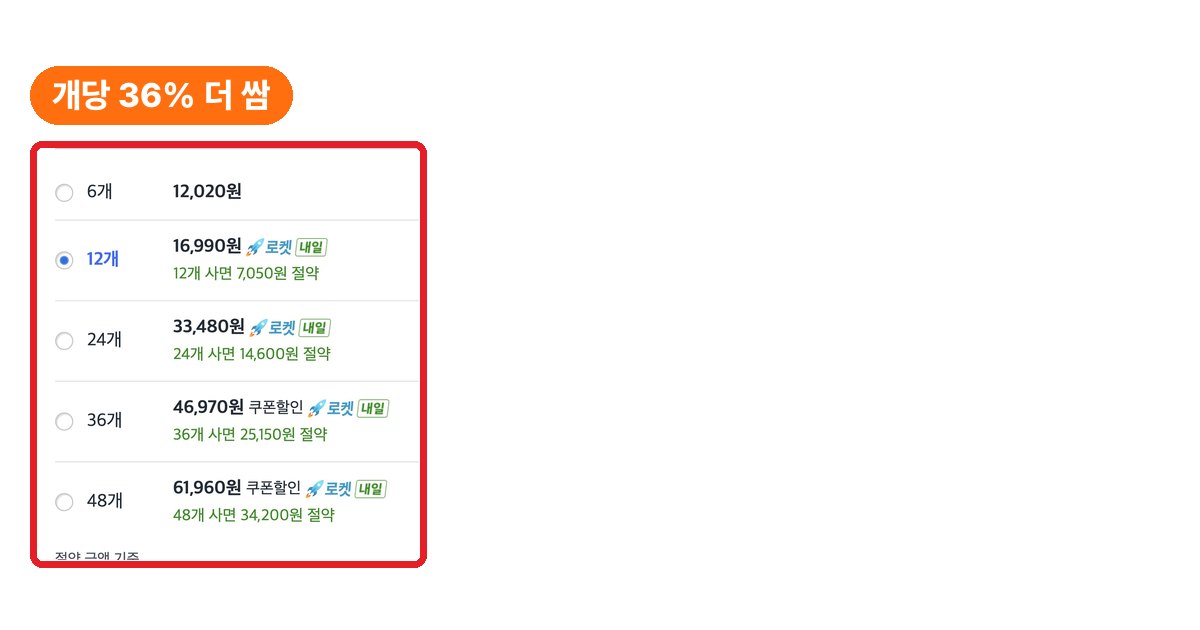 개당 36% 더 쌈
6개 12,020원
12개 16,990원 로켓 내일
12개 사면 7,050원 절약
24개 33,480원 로켓 내일
24개 사면 14,600원 절약
36개 46,970원 쿠폰할인 로켓 내일
36개 사면 25,150원 절약
48개 61,960원 쿠폰할인 로켓 내일
48개 사면 34,200원 절약
절약 금액 기준